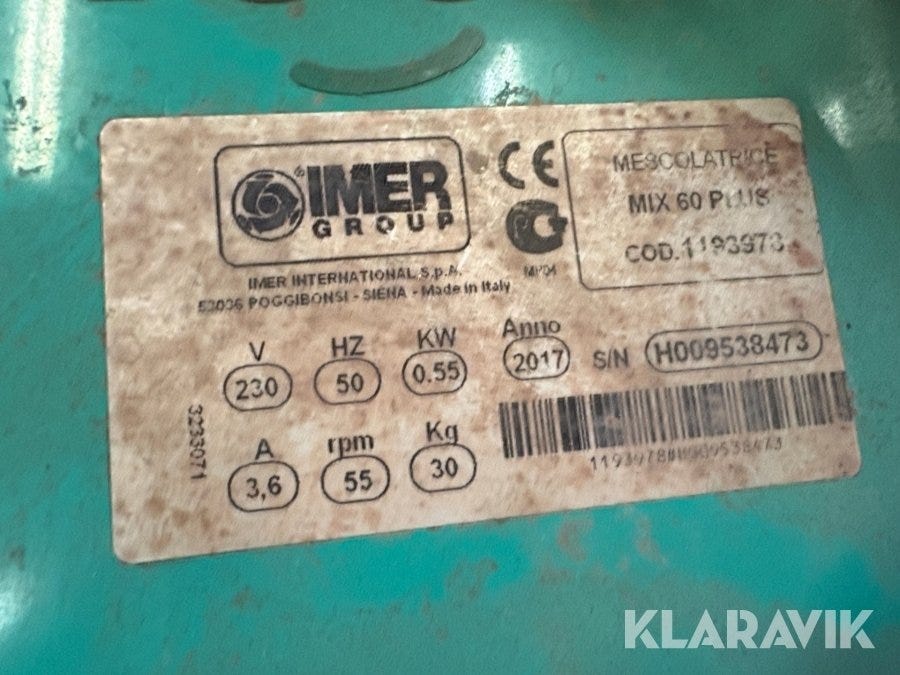 IMER
GROUP
IMER INTERNATIONAL S.p.A.
53036 POGGIBONSI - SIENA - Made in Italy
CE
MESCOLATRICE
MIX 60 PLUS
COD.
V HZ KW Anno
230 50 0.55 2017 S/N H009538473
A rpm Kg
3,6 55 30
3233071
KLARAVIK